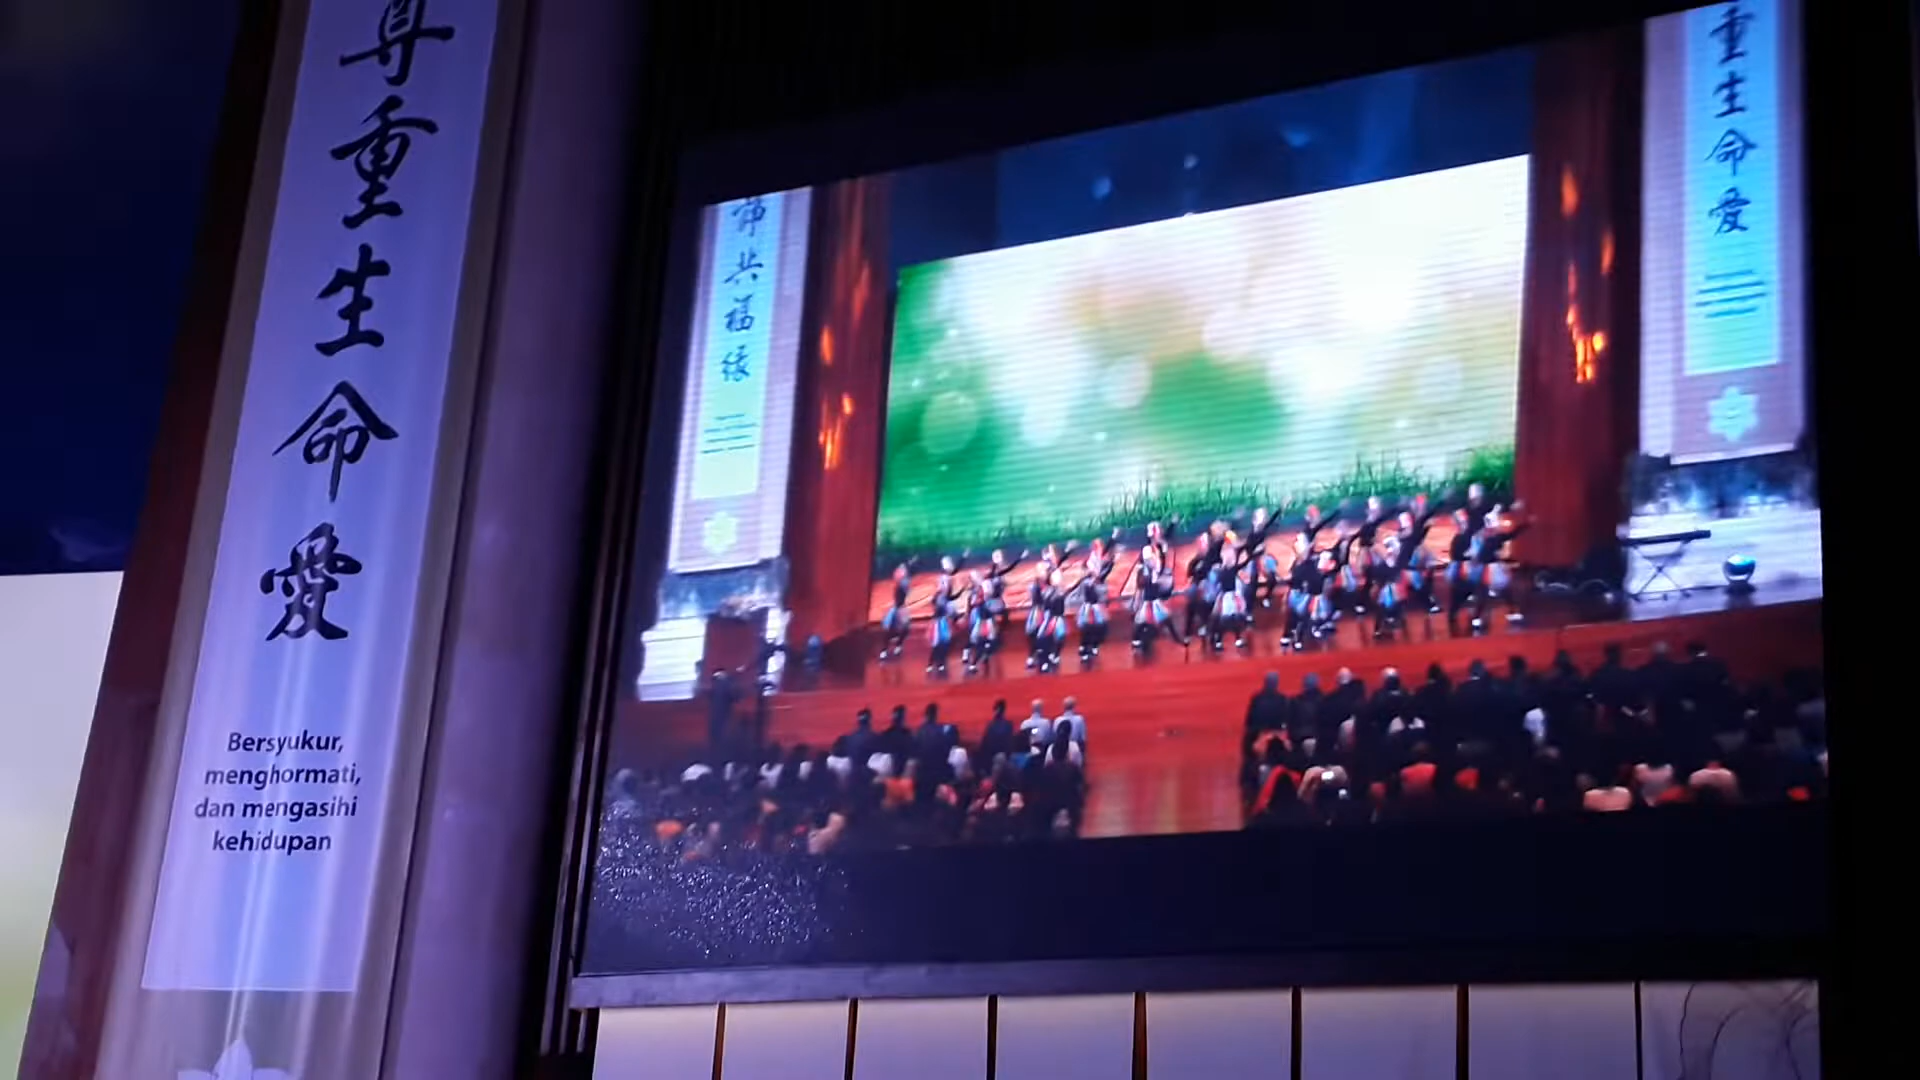 尊重生命愛
Bersyukur,
menghormati,
dan mengasihi
kehidupan
共福緣
重生命愛